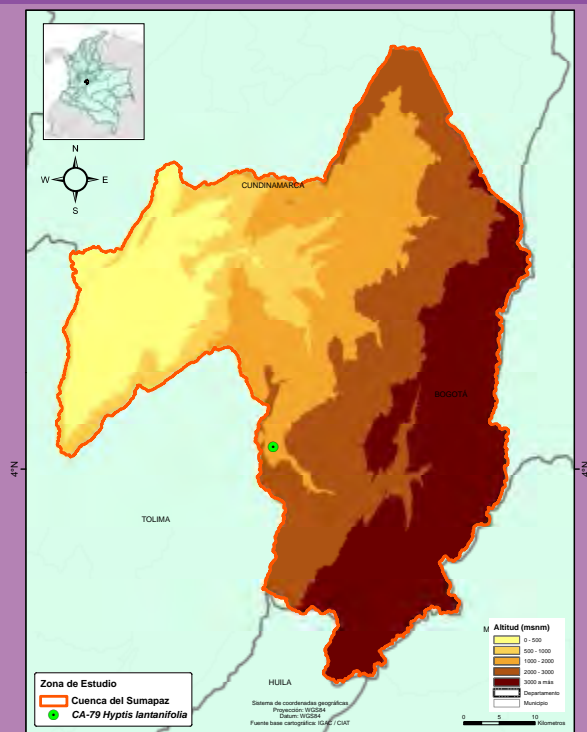 N
W
E
S
CUNDINAMARCA
BOGOTÁ
4°N
4°N
TOLIMA
HUILA
M
Altitud (msnm)
0 - 500
500 - 1000
1000 - 2000
2000 - 3000
3000 a más
Departamento
Municipio
Zona de Estudio
Cuenca del Sumapaz
CA-79 Hyptis lantanifolia
Sistema de coordenadas geográficas
Proyección: WGS84
Datum: WGS84
Fuente base cartográfica: IGAC / CIAT
0 5 10
Kilometros